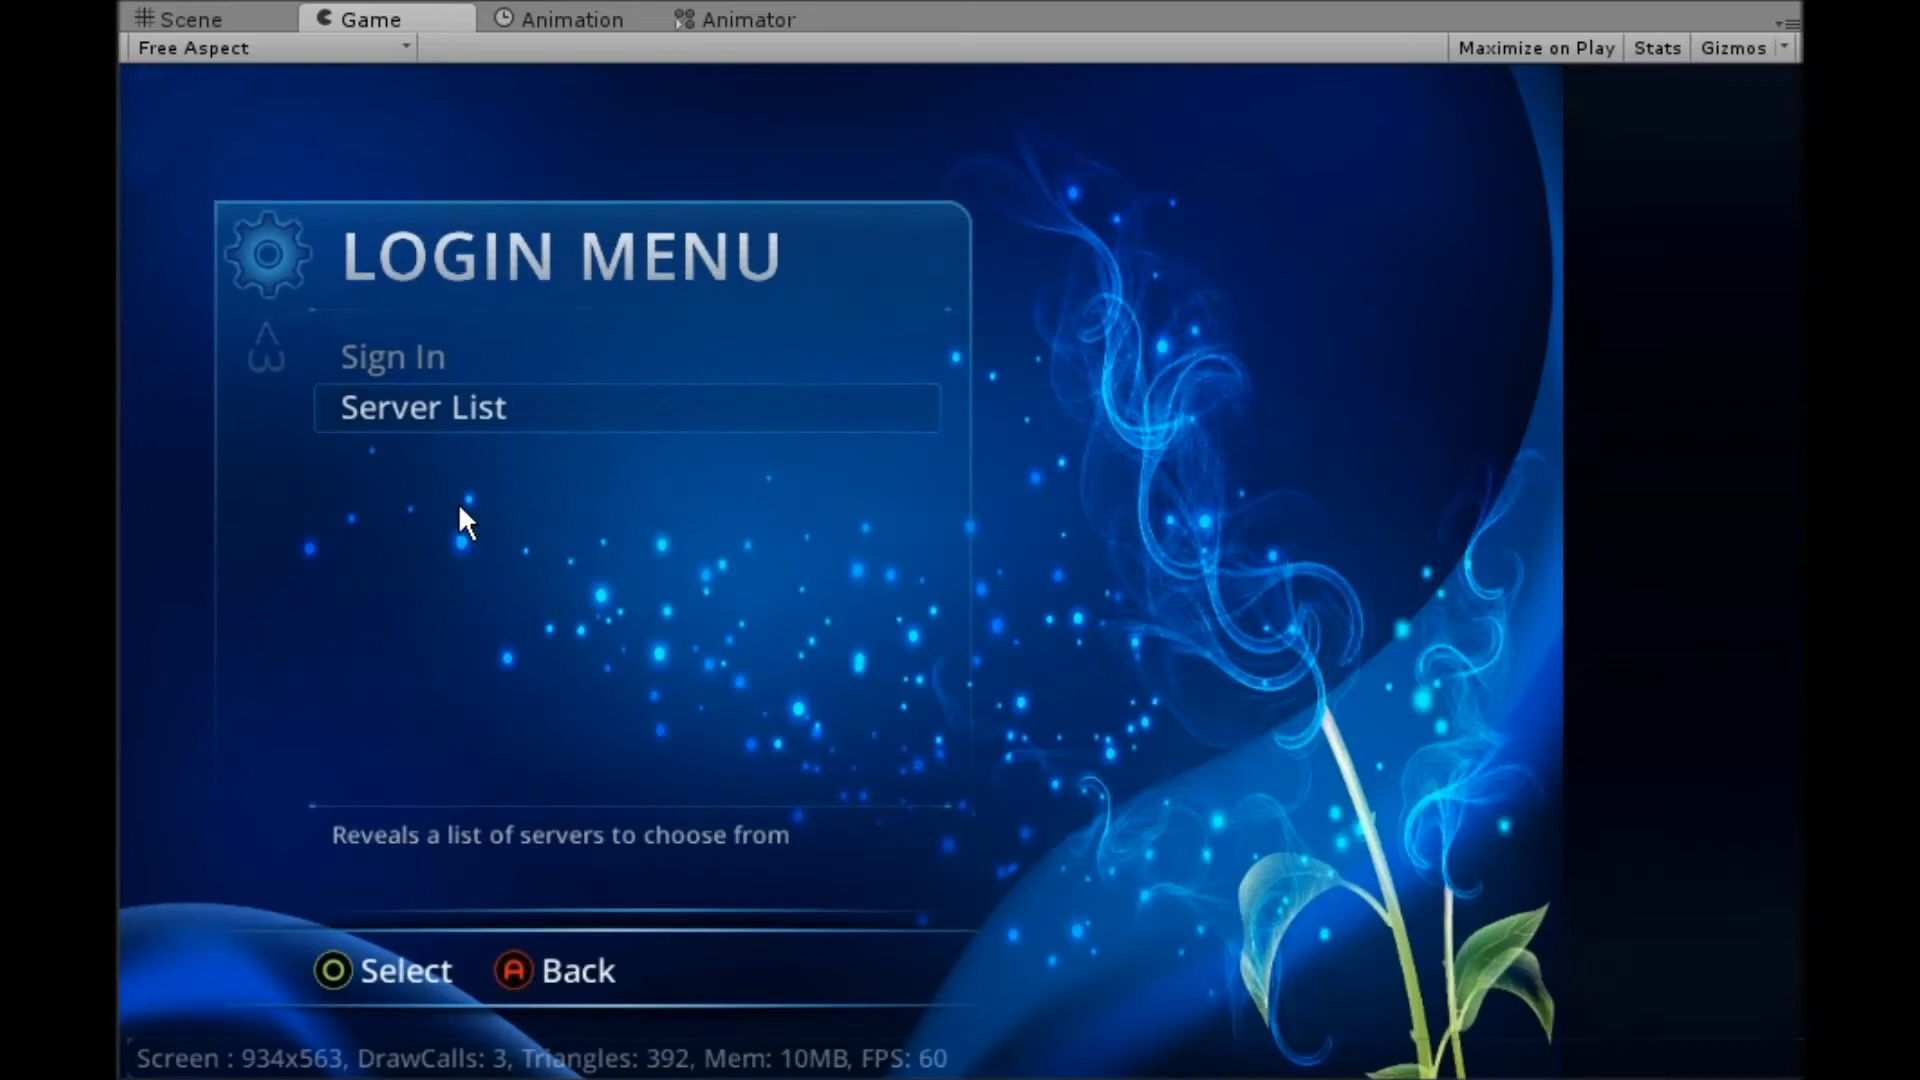 Scene Game Animation Animator
Free Aspect Maximize on Play Stats Gizmos
LOGIN MENU
Sign In
Server List
Reveals a list of servers to choose from
O Select A Back
Screen : 934x563, DrawCalls: 3, Triangles: 392, Mem: 10MB, FPS: 60